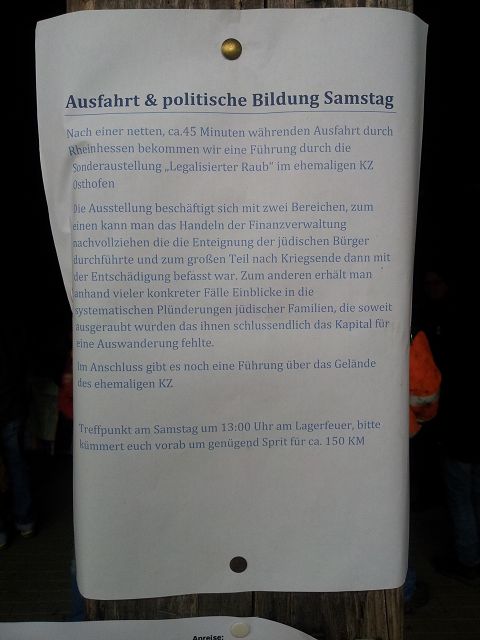 Ausfahrt & politische Bildung Samstag
Nach einer netten, ca.45 Minuten währenden Ausfahrt durch
Rheinhessen bekommen wir eine Führung durch die
Sonderaustellung „Legalisierter Raub" im ehemaligen KZ
Osthofen
Die Ausstellung beschäftigt sich mit zwei Bereichen, zum
einen kann man das Handeln der Finanzverwaltung
nachvollziehen die die Enteignung der jüdischen Bürger
durchführte und zum großen Teil nach Kriegsende dann mit
der Entschädigung befasst war. Zum anderen erhält man
anhand vieler konkreter Fälle Einblicke in die
systematischen Plünderungen jüdischer Familien, die soweit
ausgeraubt wurden das ihnen schlussendlich das Kapital für
eine Auswanderung fehlte.
Im Anschluss gibt es noch eine Führung über das Gelände
des ehemaligen KZ
Treffpunkt am Samstag um 13:00 Uhr am Lagerfeuer, bitte
kümmert euch vorab um genügend Sprit für ca. 150 KM
Anreise: